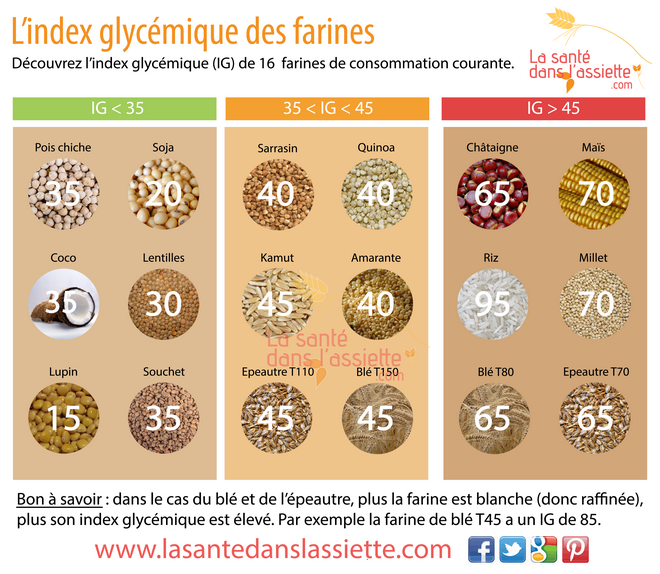 L'index glycémique des farines
Découvrez l'index glycémique (IG) de 16 farines de consommation courante.
La santé
dans l'assiette
.com
IG < 35
35 < IG < 45
IG > 45
Pois chiche
Soja
Sarrasin
Quinoa
Châtaigne
Maïs
35
20
40
40
65
70
Coco
Lentilles
Kamut
Amarante
Riz
Millet
35
30
45
40
95
70
La santé
dans l'assiette
.com
Lupin
Souchet
Epeautre T110
Blé T150
Blé T80
Epeautre T70
15
35
45
45
65
65
Bon à savoir : dans le cas du blé et de l'épeautre, plus la farine est blanche (donc raffinée),
plus son index glycémique est élevé. Par exemple la farine de blé T45 a un IG de 85.
www.lasantedanslassiette.com